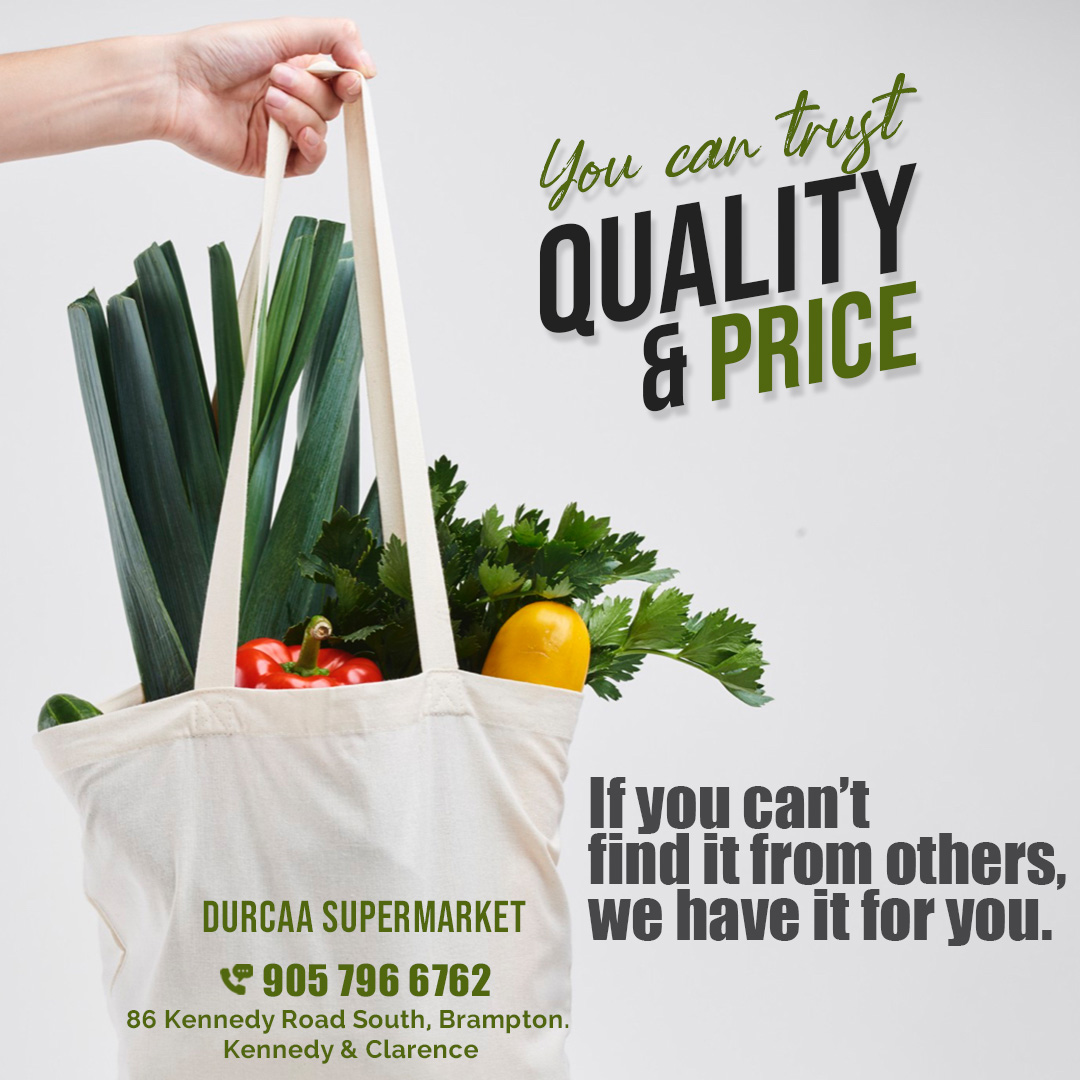 You can trust
QUALITY
& PRICE
If you can't
find it from others,
we have it for you.
DURCAA SUPERMARKET
905 796 6762
86 Kennedy Road South, Brampton.
Kennedy & Clarence